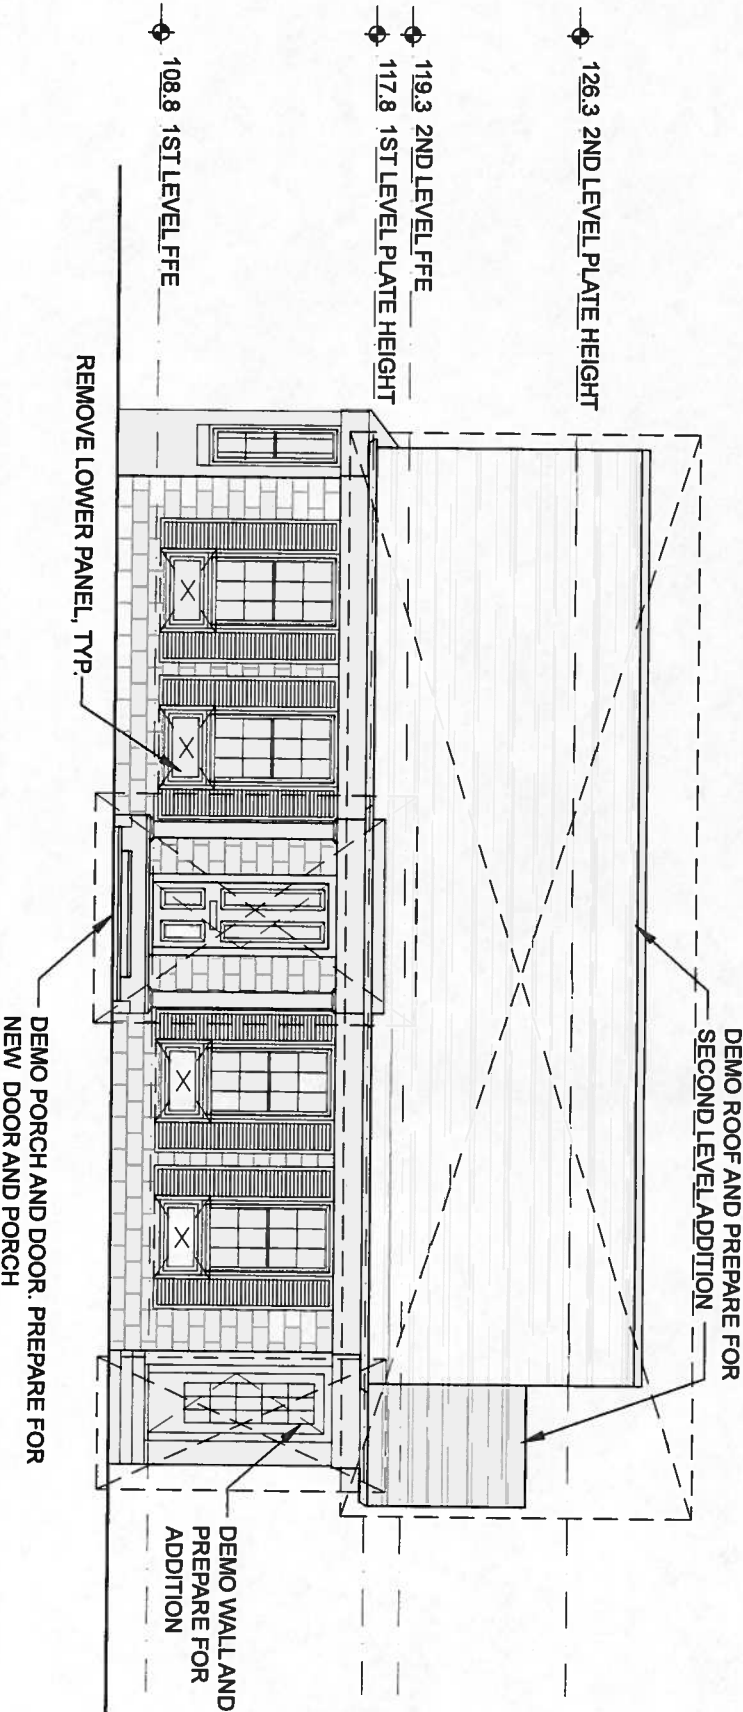 126.3 2ND LEVEL PLATE HEIGHT
119.3 2ND LEVEL FFE
117.8 1ST LEVEL PLATE HEIGHT
108.8 1ST LEVEL FFE
DEMO ROOF AND PREPARE FOR
SECOND LEVEL ADDITION
REMOVE LOWER PANEL, TYP.
DEMO PORCH AND DOOR. PREPARE FOR
NEW DOOR AND PORCH
DEMO WALL AND
PREPARE FOR
ADDITION